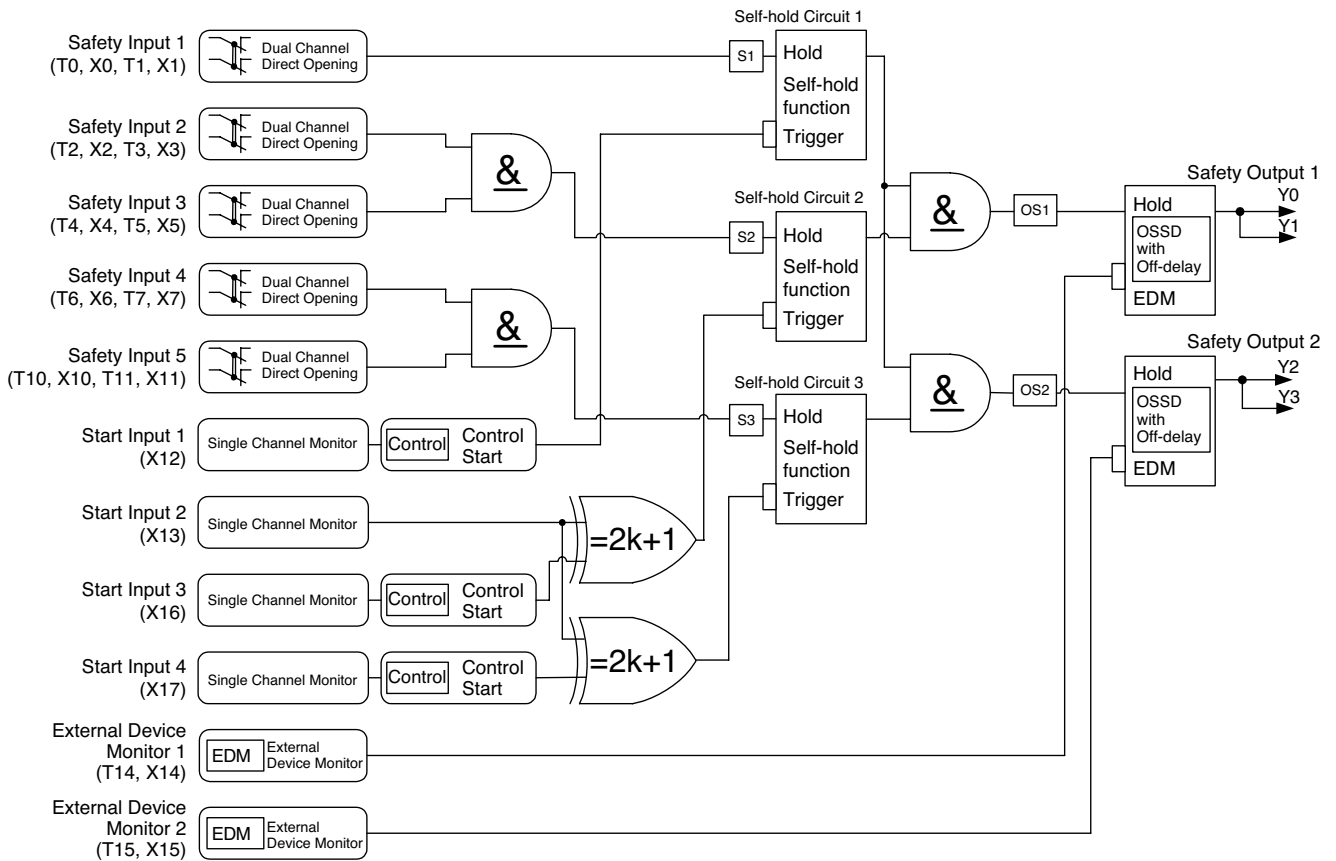 Self-hold Circuit 1
Safety Input 1
(T0, X0, T1, X1)
Dual Channel
Direct Opening
S1
Hold
Self-hold
function
Trigger
Safety Input 2
(T2, X2, T3, X3)
Dual Channel
Direct Opening
&
Safety Input 3
(T4, X4, T5, X5)
Dual Channel
Direct Opening
Self-hold Circuit 2
S2
Hold
Self-hold
function
Trigger
&
OS1
Safety Output 1
Hold
OSSD
with
Off-delay
EDM
Y0
Y1
Safety Input 4
(T6, X6, T7, X7)
Dual Channel
Direct Opening
&
Safety Input 5
(T10, X10, T11, X11)
Dual Channel
Direct Opening
Self-hold Circuit 3
S3
Hold
Self-hold
function
Trigger
&
OS2
Safety Output 2
Hold
OSSD
with
Off-delay
EDM
Y2
Y3
Start Input 1
(X12)
Single Channel Monitor
Control
Control
Start
Start Input 2
(X13)
Single Channel Monitor
=2k+1
Start Input 3
(X16)
Single Channel Monitor
Control
Control
Start
Start Input 4
(X17)
Single Channel Monitor
Control
Control
Start
=2k+1
External Device
Monitor 1
(T14, X14)
EDM
External
Device Monitor
External Device
Monitor 2
(T15, X15)
EDM
External
Device Monitor